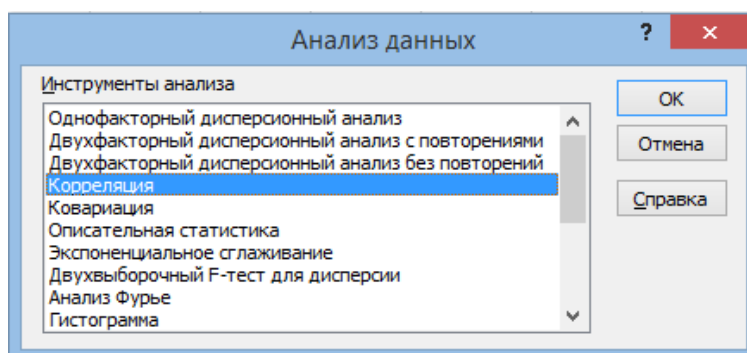 Анализ данных
?
×
Инструменты анализа
Однофакторный дисперсионный анализ
Двухфакторный дисперсионный анализ с повторениями
Двухфакторный дисперсионный анализ без повторений
Корреляция
Ковариация
Описательная статистика
Экспоненциальное сглаживание
Двухвыборочный F-тест для дисперсии
Анализ Фурье
Гистограмма
OK
Отмена
Справка